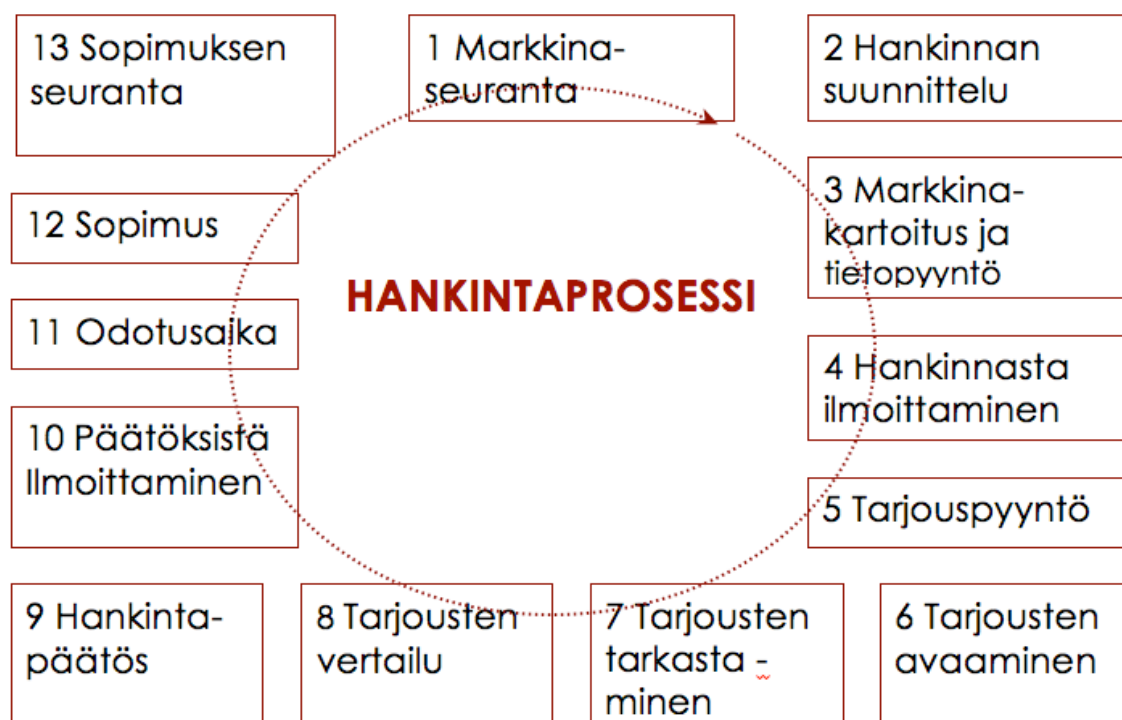 13 Sopimuksen
seuranta
1 Markkina-
seuranta
2 Hankinnan
suunnittelu
3 Markkina-
kartoitus ja
tietopyyntö
12 Sopimus
HANKINTAPROSESSI
11 Odotusaika
4 Hankinnasta
ilmoittaminen
10 Päätöksistä
Ilmoittaminen
5 Tarjouspyyntö
9 Hankinta-
päätös
8 Tarjousten
vertailu
7 Tarjousten
tarkasta -
minen
6 Tarjousten
avaaminen